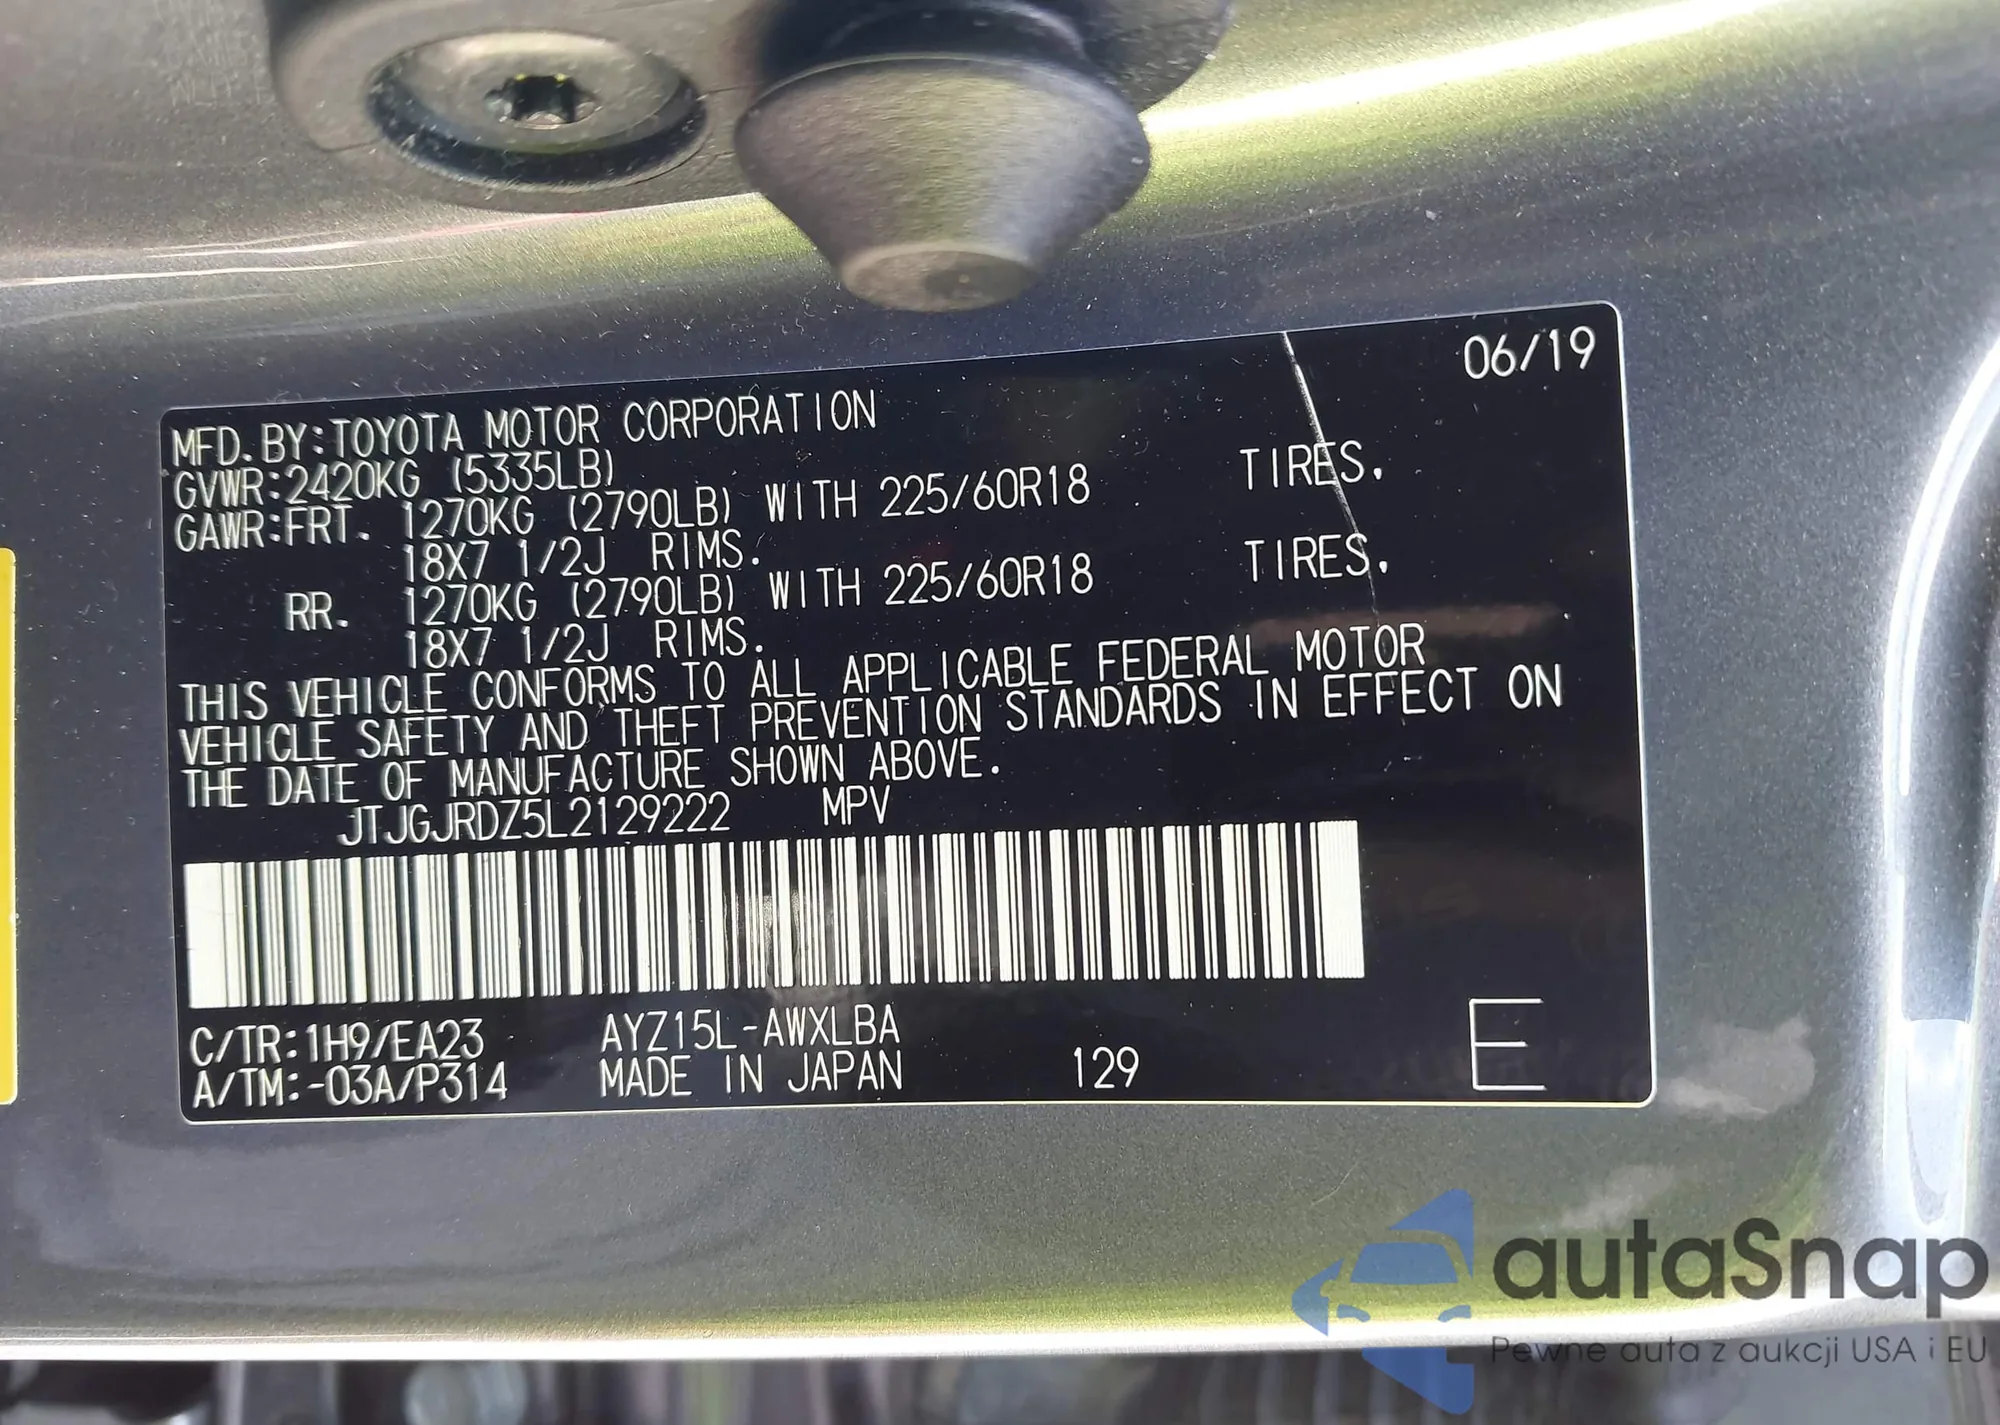 06/19
MFD. BY: TOYOTA MOTOR CORPORATION
GVWR: 2420KG (5335LB)
GAWR: FRT. 1270KG (2790LB) WITH 225/60R18 TIRES.
18X7 1/2J RIMS.
RR. 1270KG (2790LB) WITH 225/60R18 TIRES.
18X7 1/2J RIMS.
THIS VEHICLE CONFORMS TO ALL APPLICABLE FEDERAL MOTOR
VEHICLE SAFETY AND THEFT PREVENTION STANDARDS IN EFFECT ON
THE DATE OF MANUFACTURE SHOWN ABOVE.
JTJGJRDZ5L2129222 MPV
C/TR: 1H9/EA23 AYZ15L-AWXLBA
A/TM: -03A/P314 MADE IN JAPAN 129 E
autaSnap
Pewne auta z aukcji USA i EU